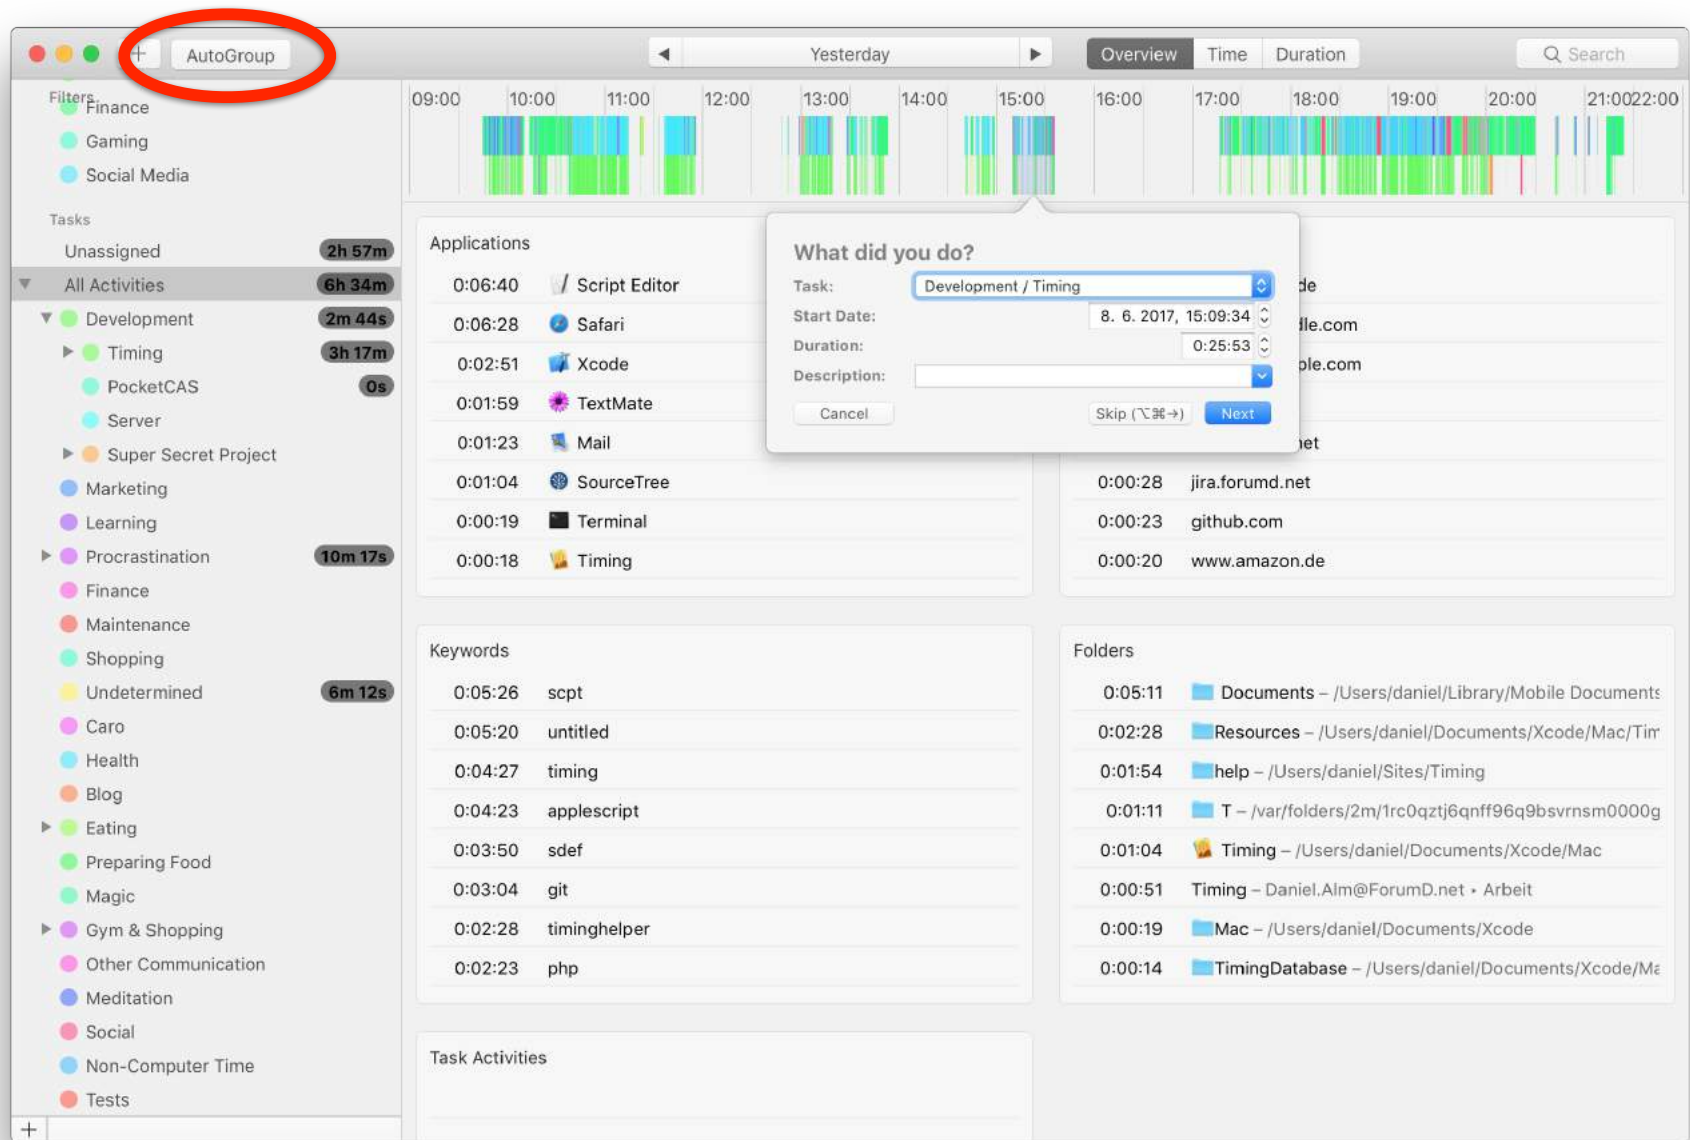 AutoGroup
Yesterday
Overview Time Duration
Search
Filters
Finance
Gaming
Social Media
Tasks
Unassigned 2h 57m
All Activities 6h 34m
Development 2m 44s
Timing 3h 17m
PocketCAS 0s
Server
Super Secret Project
Marketing
Learning
Procrastination 10m 17s
Finance
Maintenance
Shopping
Undetermined 6m 12s
Caro
Health
Blog
Eating
Preparing Food
Magic
Gym & Shopping
Other Communication
Meditation
Social
Non-Computer Time
Tests
09:00 10:00 11:00 12:00 13:00 14:00 15:00 16:00 17:00 18:00 19:00 20:00 21:00 22:00
Applications
0:06:40 Script Editor
0:06:28 Safari
0:02:51 Xcode
0:01:59 TextMate
0:01:23 Mail
0:01:04 SourceTree
0:00:19 Terminal
0:00:18 Timing
What did you do?
Task: Development / Timing
Start Date: 8. 6. 2017, 15:09:34
Duration: 0:25:53
Description:
Cancel Skip (⌥⌘→) Next
de
dle.com
ple.com
net
0:00:28 jira.forumd.net
0:00:23 github.com
0:00:20 www.amazon.de
Keywords
0:05:26 scpt
0:05:20 untitled
0:04:27 timing
0:04:23 applescript
0:03:50 sdef
0:03:04 git
0:02:28 timinghelper
0:02:23 php
Folders
0:05:11 Documents – /Users/daniel/Library/Mobile Documents
0:02:28 Resources – /Users/daniel/Documents/Xcode/Mac/Tim
0:01:54 help – /Users/daniel/Sites/Timing
0:01:11 T – /var/folders/2m/1rc0qztj6qnff96q9bsvrnsm0000g
0:01:04 Timing – /Users/daniel/Documents/Xcode/Mac
0:00:51 Timing – Daniel.Alm@ForumD.net • Arbeit
0:00:19 Mac – /Users/daniel/Documents/Xcode
0:00:14 TimingDatabase – /Users/daniel/Documents/Xcode/Ma
Task Activities